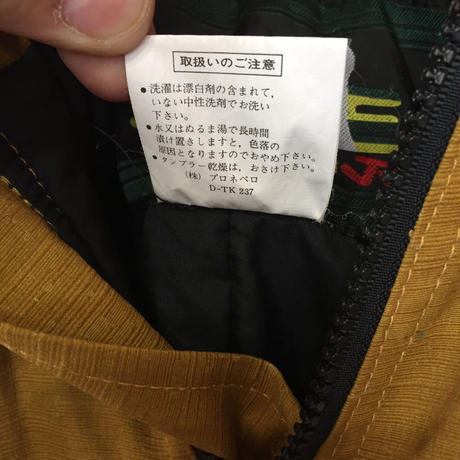 取扱いのご注意
●洗濯は漂白剤の含まれて、
いない中性洗剤でお洗い
下さい。
●水又はぬるま湯で長時間
漬け置きしますと、色落の
原因となりますのでおやめ下さい。
●タンブラー乾燥は、おさけ下さい。
(株) プロネベロ
D-TK 237